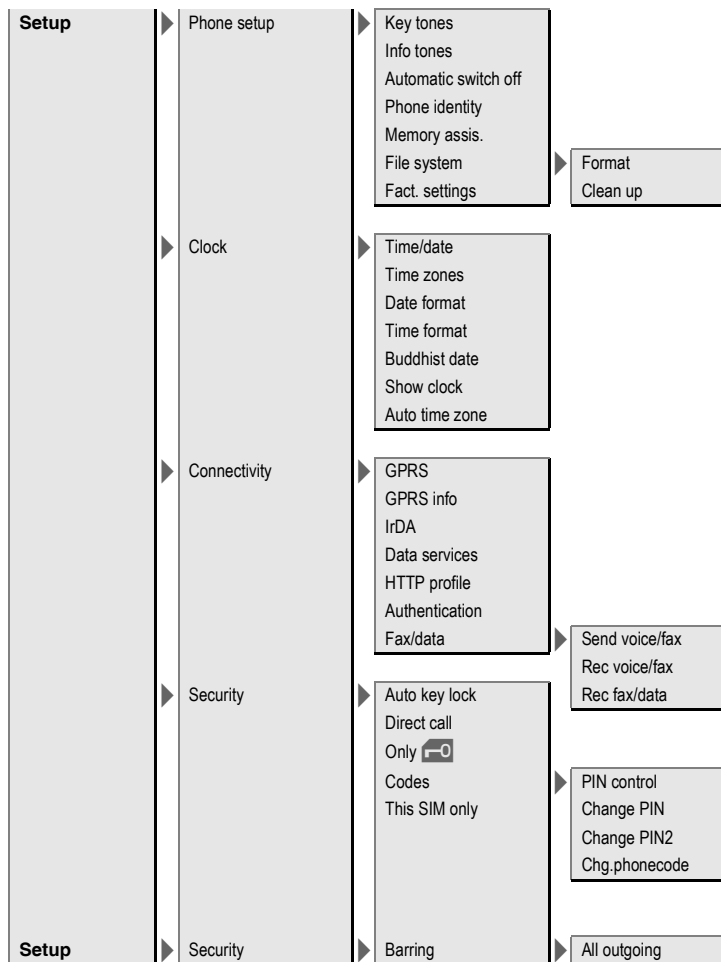 Setup Phone setup Key tones
Info tones
Automatic switch off
Phone identity
Memory assis.
File system Format
Fact. settings Clean up
Clock Time/date
Time zones
Date format
Time format
Buddhist date
Show clock
Auto time zone
Connectivity GPRS
GPRS info
IrDA
Data services
HTTP profile
Authentication
Fax/data Send voice/fax
Rec voice/fax
Security Auto key lock Rec fax/data
Direct call
Only
Codes PIN control
This SIM only Change PIN
Change PIN2
Chg.phonecode
Setup Security Barring All outgoing